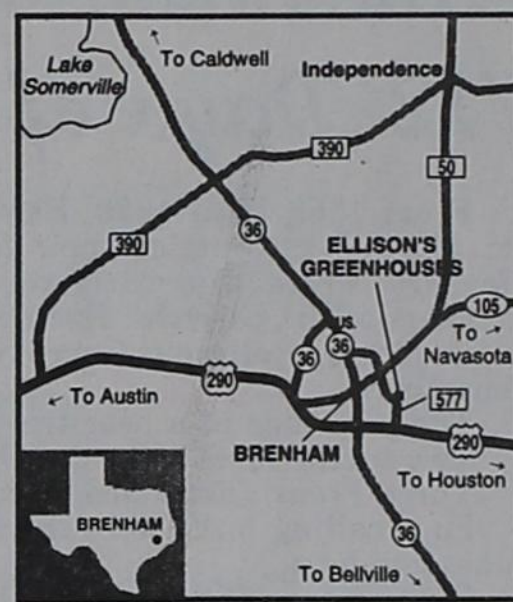 Lake
Somerville
To Caldwell
Independence
390
50
390
36
ELLISON'S
GREENHOUSES
105
To
Navasota
US.
36
36
290
To Austin
577
BRENHAM
290
To Houston
BRENHAM
36
To Bellville